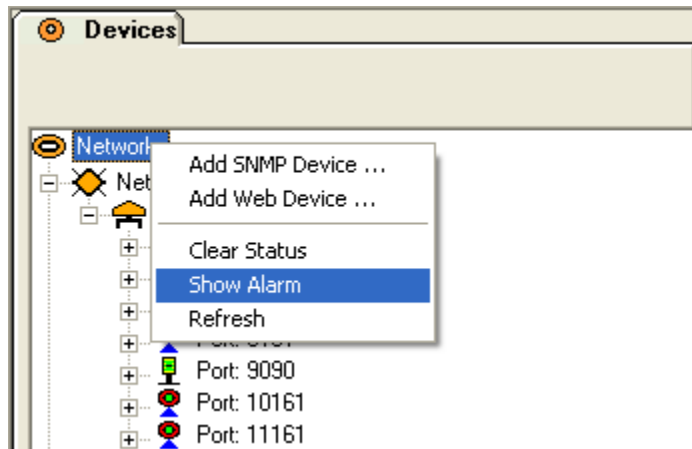 Devices
Network
Add SNMP Device ...
Net
Add Web Device ...
Clear Status
Show Alarm
Refresh
Port: 9090
Port: 10161
Port: 11161